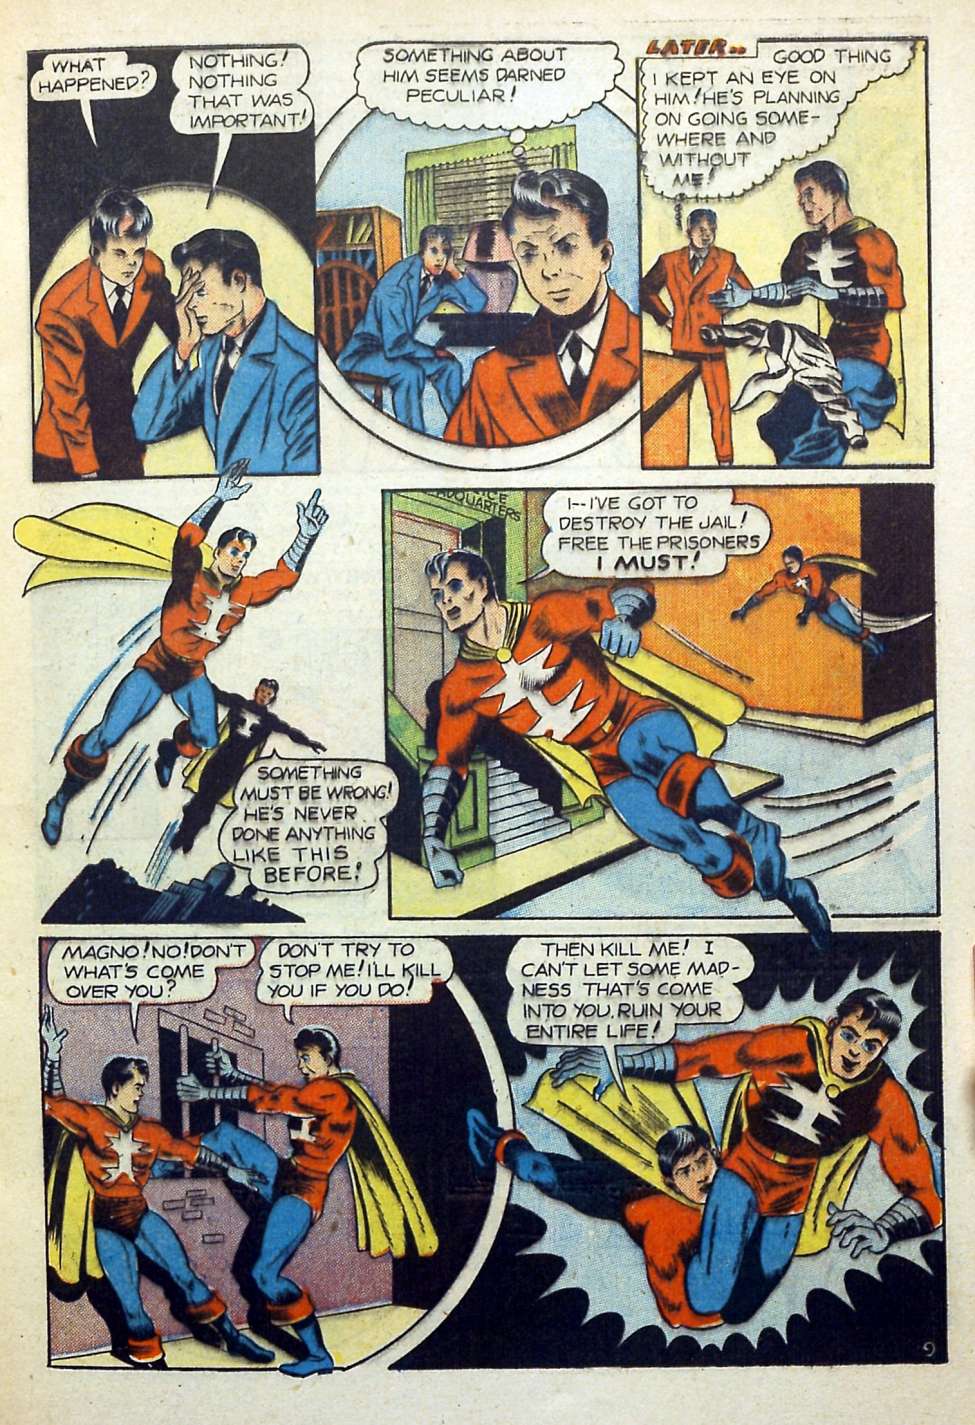 WHAT
HAPPENED?
NOTHING!
NOTHING
THAT WAS
IMPORTANT!
SOMETHING ABOUT
HIM SEEMS DARNED
PECULIAR!
LATER..
GOOD THING
I KEPT AN EYE ON
HIM! HE'S PLANNING
ON GOING SOME-
WHERE AND
WITHOUT
ME!
SOMETHING
MUST BE WRONG!
HE'S NEVER
DONE ANYTHING
LIKE THIS
BEFORE!
I--I'VE GOT TO
DESTROY THE JAIL!
FREE THE PRISONERS
I MUST!
MAGNO! NO! DON'T
WHAT'S COME
OVER YOU?
DON'T TRY TO
STOP ME! I'LL KILL
YOU IF YOU DO!
THEN KILL ME! I
CAN'T LET SOME MAD-
NESS THAT'S COME
INTO YOU, RUIN YOUR
ENTIRE LIFE!
9